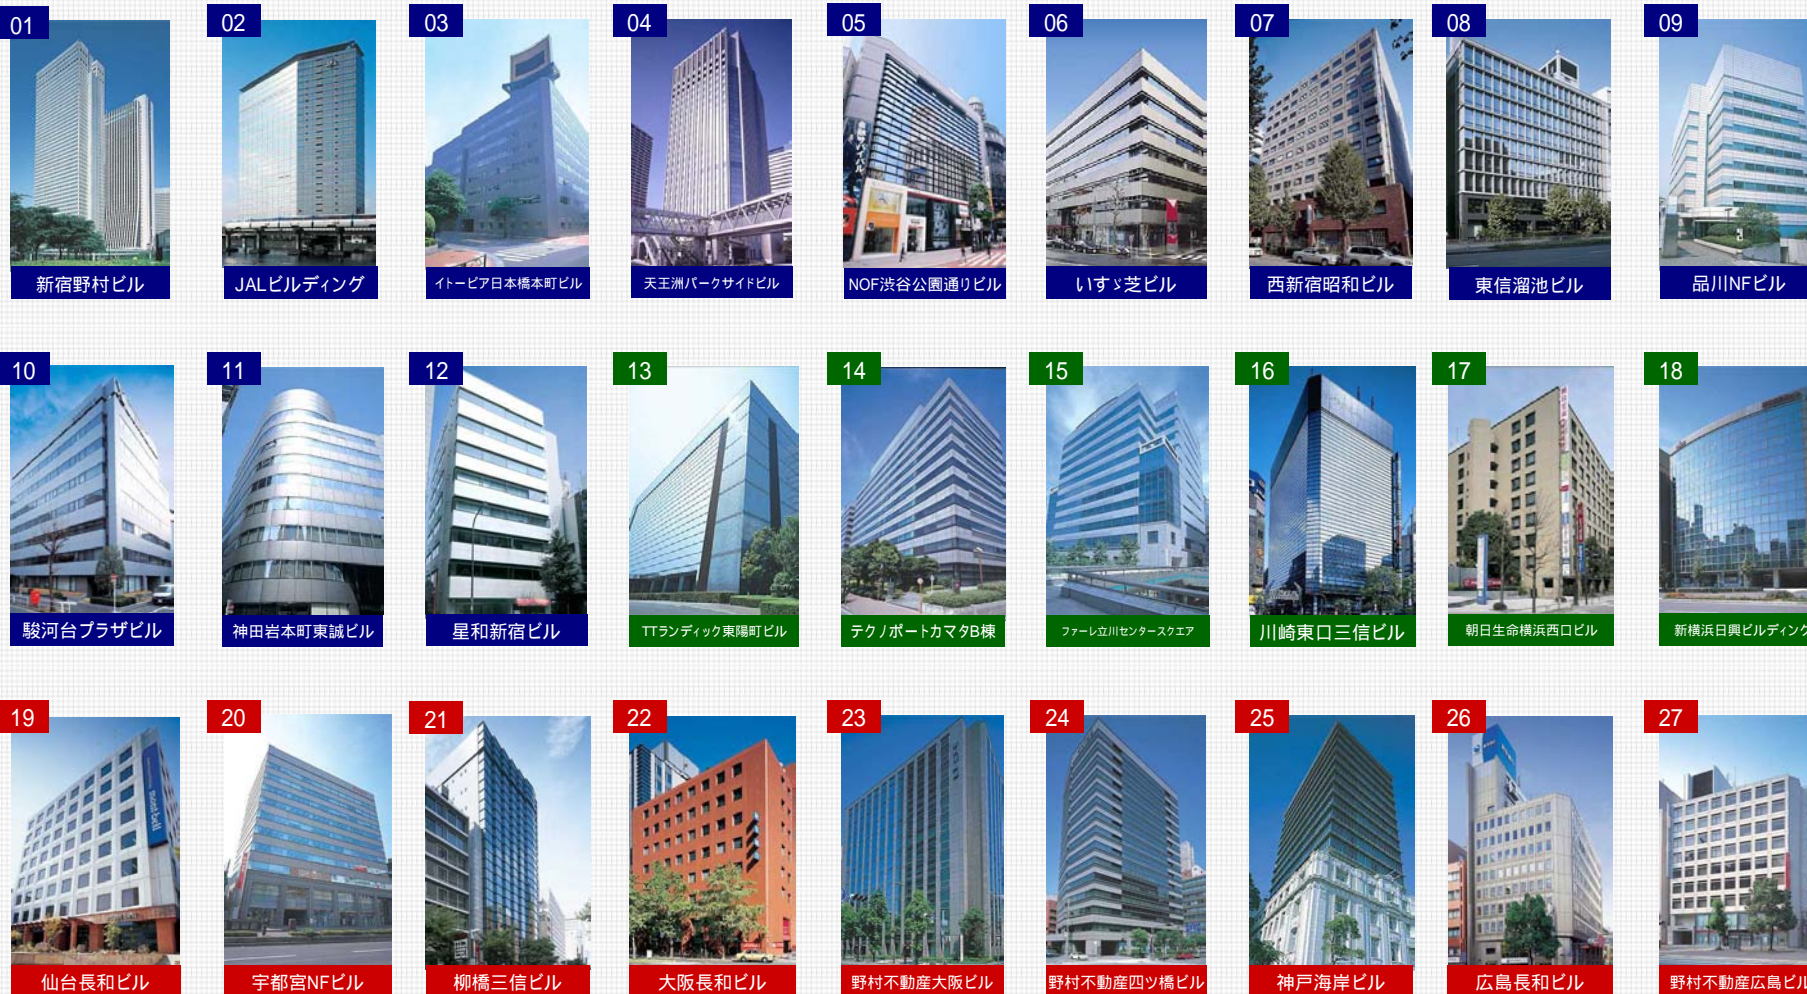 01
02
03
04
05
06
07
08
09
新宿野村ビル
JALビルディング
イトーピア日本橋本町ビル
天王洲パークサイドビル
NOF渋谷公園通りビル
いすゞ芝ビル
西新宿昭和ビル
東信溜池ビル
品川NFビル
10
11
12
13
14
15
16
17
18
駿河台プラザビル
神田岩本町東誠ビル
星和新宿ビル
TTランディック東陽町ビル
テクノポートカマタB棟
ファーレ立川センタースクエア
川崎東口三信ビル
朝日生命横浜西口ビル
新横浜日興ビルディング
19
20
21
22
23
24
25
26
27
mont-bell
仙台長和ビル
宇都宮NFビル
柳橋三信ビル
大阪長和ビル
野村不動産大阪ビル
野村不動産四ツ橋ビル
神戸海岸ビル
広島長和ビル
野村不動産広島ビル